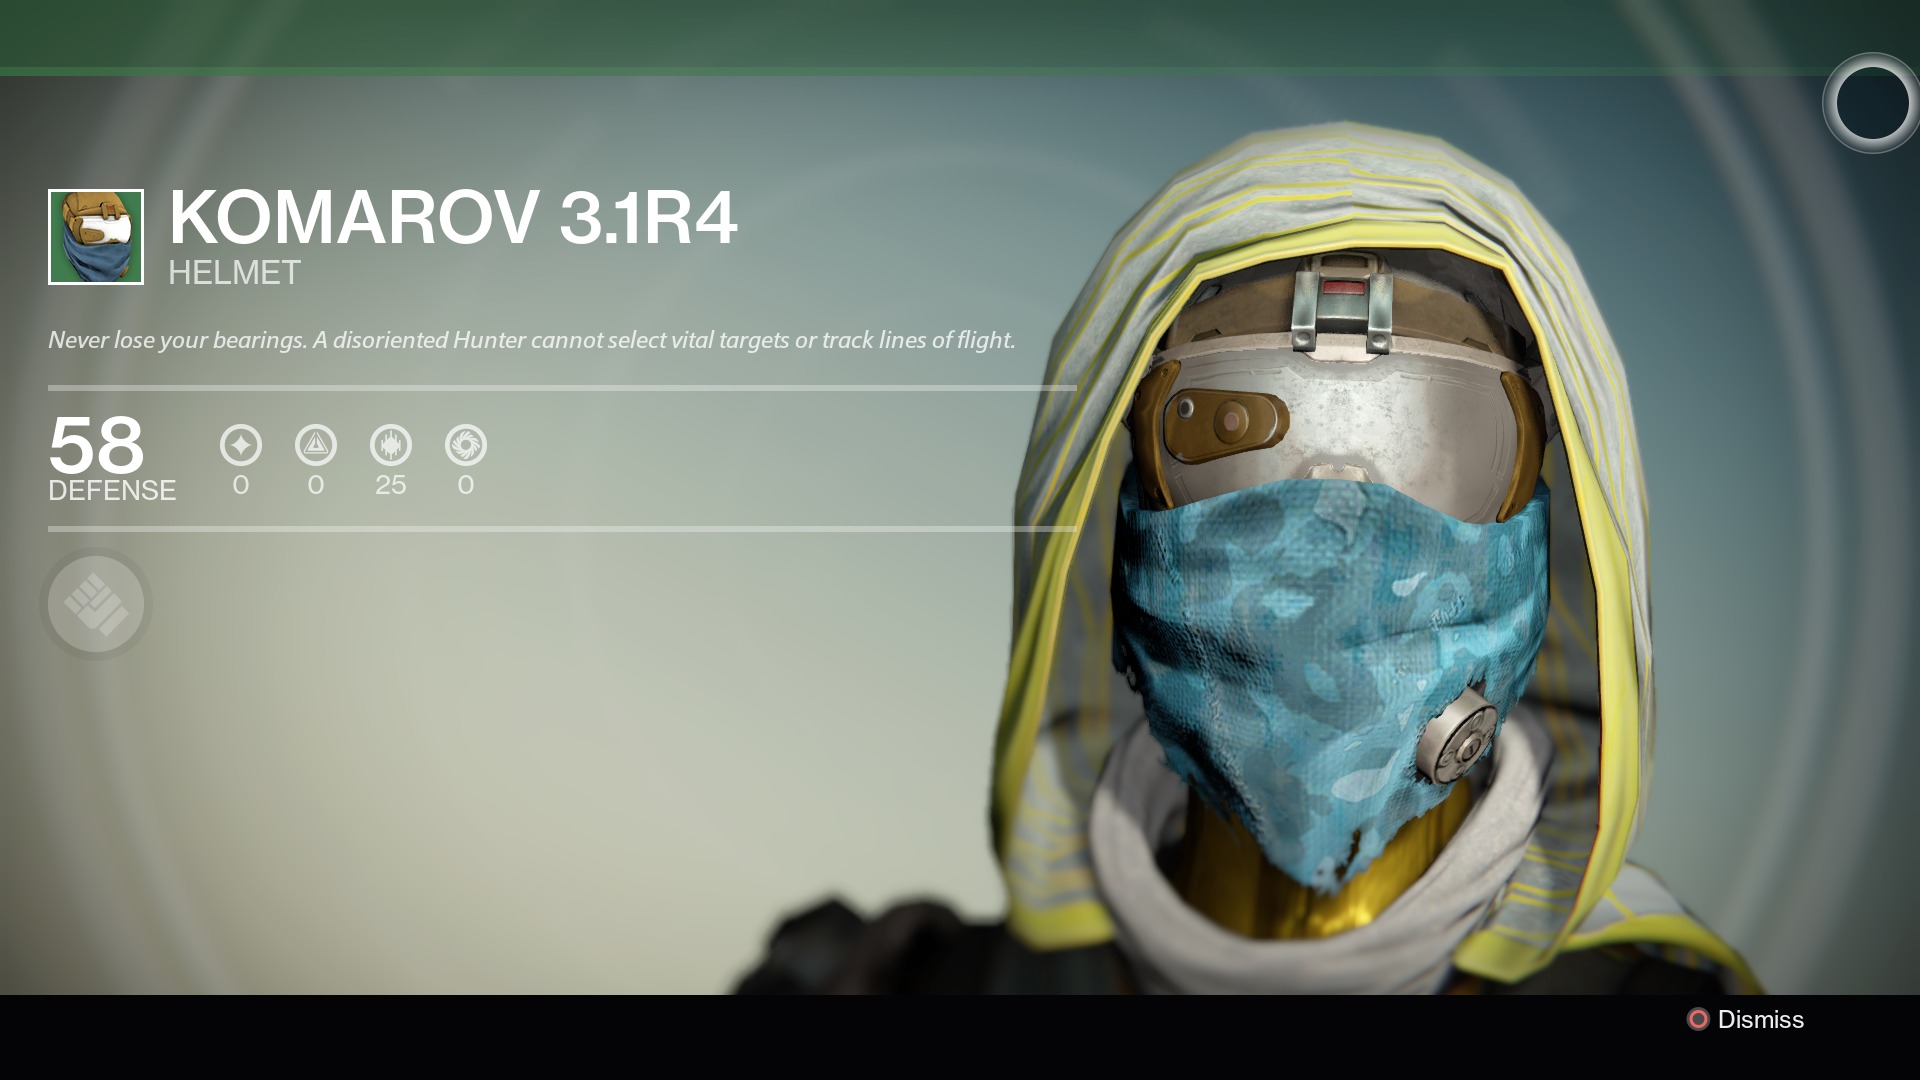 KOMAROV 3.1R4
HELMET
Never lose your bearings. A disoriented Hunter cannot select vital targets or track lines of flight.
58
DEFENSE
0 0 25 0
Dismiss